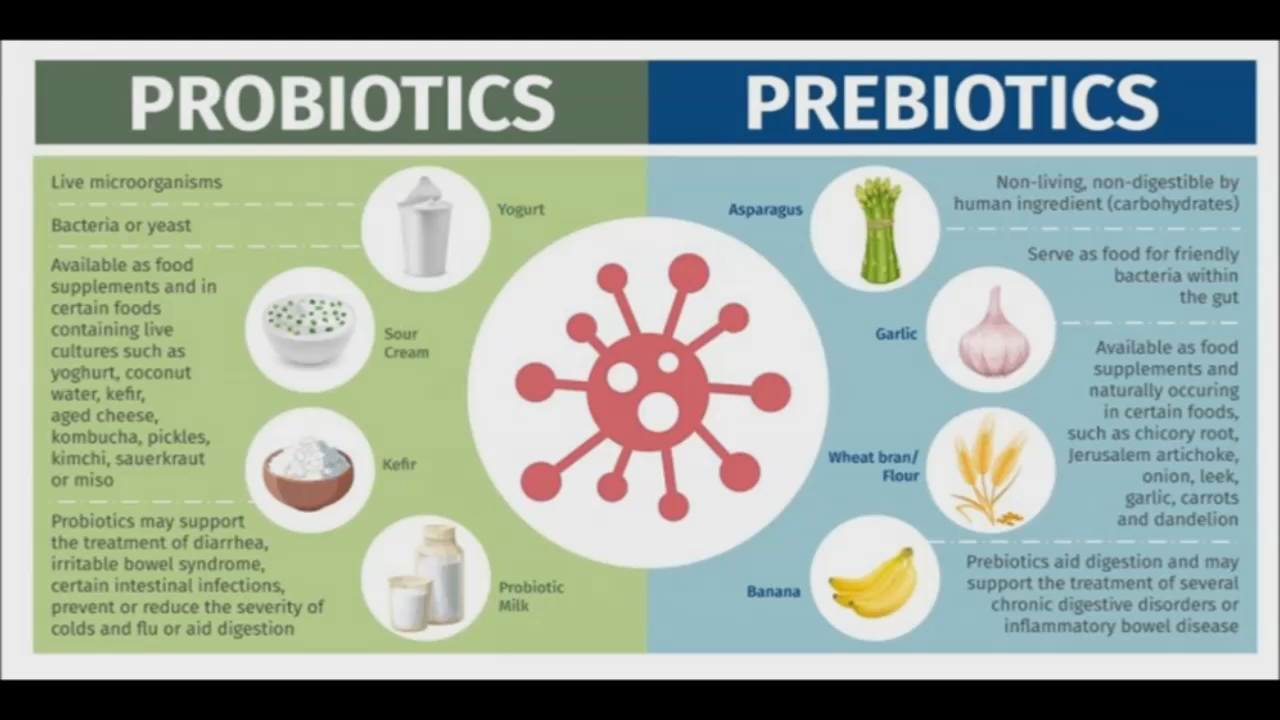 PROBIOTICS
Live microorganisms
Bacteria or yeast
Available as food
supplements and in
certain foods
containing live
cultures such as
yoghurt, coconut
water, kefir,
aged cheese,
kombucha, pickles,
kimchi, sauerkraut
or miso
Probiotics may support
the treatment of diarrhea,
irritable bowel syndrome,
certain intestinal infections,
prevent or reduce the severity of
colds and flu or aid digestion
Yogurt
Sour
Cream
Kefir
Probiotic
Milk
PREBIOTICS
Asparagus
Garlic
Wheat bran/
Flour
Banana
Non-living, non-digestible by
human ingredient (carbohydrates)
Serve as food for friendly
bacteria within
the gut
Available as food
supplements and
naturally occuring
in certain foods,
such as chicory root,
Jerusalem artichoke,
onion, leek,
garlic, carrots
and dandelion
Prebiotics aid digestion and may
support the treatment of several
chronic digestive disorders or
inflammatory bowel disease